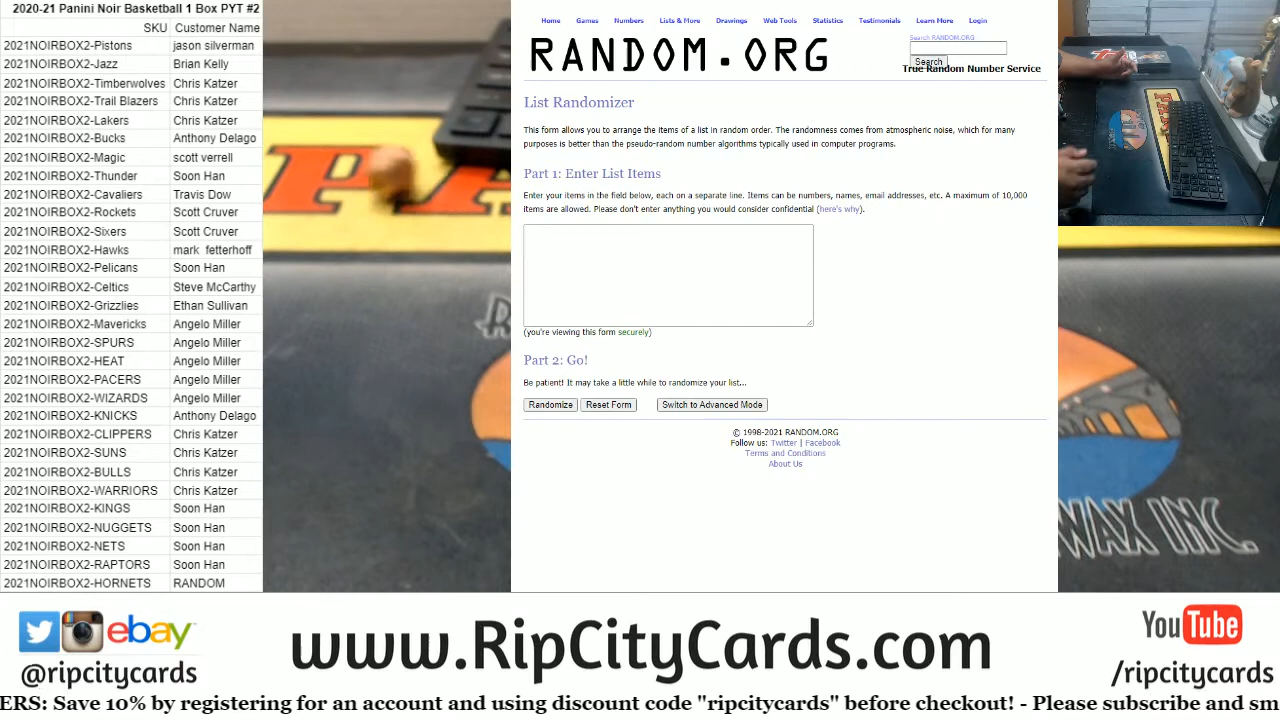 2020-21 Panini Noir Basketball 1 Box PYT #2
SKU Customer Name
2021NOIRBOX2-Pistons jason silverman
2021NOIRBOX2-Jazz Brian Kelly
2021NOIRBOX2-Timberwolves Chris Katzer
2021NOIRBOX2-Trail Blazers Chris Katzer
2021NOIRBOX2-Lakers Chris Katzer
2021NOIRBOX2-Bucks Anthony Delago
2021NOIRBOX2-Magic scott verrell
2021NOIRBOX2-Thunder Soon Han
2021NOIRBOX2-Cavaliers Travis Dow
2021NOIRBOX2-Rockets Scott Cruver
2021NOIRBOX2-Sixers Scott Cruver
2021NOIRBOX2-Hawks mark fetterhoff
2021NOIRBOX2-Pelicans Soon Han
2021NOIRBOX2-Celtics Steve McCarthy
2021NOIRBOX2-Grizzlies Ethan Sullivan
2021NOIRBOX2-Mavericks Angelo Miller
2021NOIRBOX2-SPURS Angelo Miller
2021NOIRBOX2-HEAT Angelo Miller
2021NOIRBOX2-PACERS Angelo Miller
2021NOIRBOX2-WIZARDS Angelo Miller
2021NOIRBOX2-KNICKS Anthony Delago
2021NOIRBOX2-CLIPPERS Chris Katzer
2021NOIRBOX2-SUNS Chris Katzer
2021NOIRBOX2-BULLS Chris Katzer
2021NOIRBOX2-WARRIORS Chris Katzer
2021NOIRBOX2-KINGS Soon Han
2021NOIRBOX2-NUGGETS Soon Han
2021NOIRBOX2-NETS Soon Han
2021NOIRBOX2-RAPTORS Soon Han
2021NOIRBOX2-HORNETS RANDOM
Home Games Numbers Lists & More Drawings Web Tools Statistics Testimonials Learn More Login
RANDOM.ORG
Search RANDOM.ORG
Search
True Random Number Service
List Randomizer
This form allows you to arrange the items of a list in random order. The randomness comes from atmospheric noise, which for many
purposes is better than the pseudo-random number algorithms typically used in computer programs.
Part 1: Enter List Items
Enter your items in the field below, each on a separate line. Items can be numbers, names, email addresses, etc. A maximum of 10,000
items are allowed. Please don't enter anything you would consider confidential (here's why).
(you're viewing this form securely)
Part 2: Go!
Be patient! It may take a little while to randomize your list...
Randomize Reset Form Switch to Advanced Mode
© 1998-2021 RANDOM.ORG
Follow us: Twitter | Facebook
Terms and Conditions
About Us
WAX INC.
ebay
@ripcitycards
www.RipCityCards.com
YouTube
/ripcitycards
ERS: Save 10% by registering for an account and using discount code "ripcitycards" before checkout! - Please subscribe and sm